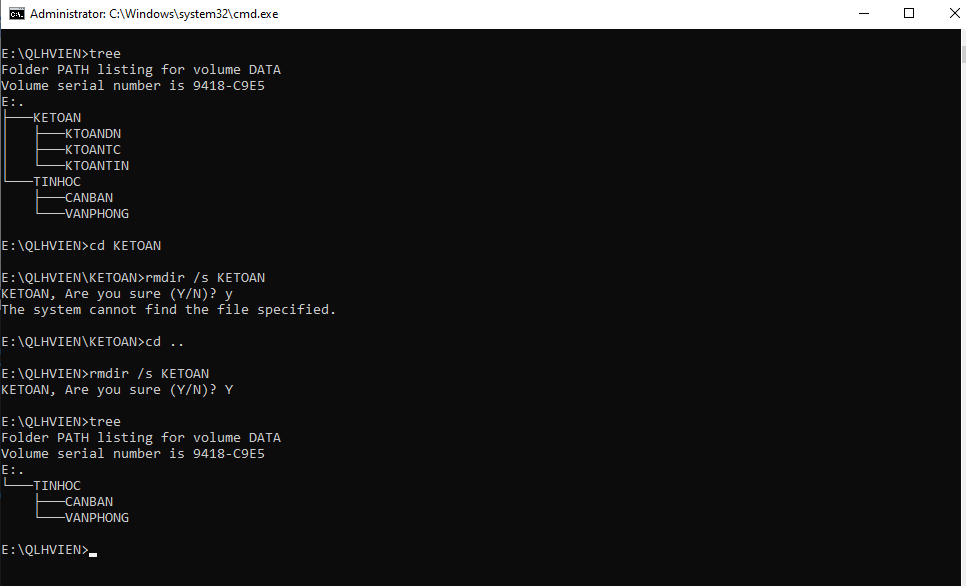 Administrator: C:\Windows\system32\cmd.exe
E:\QLHVIEN>tree
Folder PATH listing for volume DATA
Volume serial number is 9418-C9E5
E:.
├───KETOAN
│   ├───KTOANDN
│   ├───KTOANTC
│   └───KTOANTIN
└───TINHOC
    ├───CANBAN
    └───VANPHONG
E:\QLHVIEN>cd KETOAN
E:\QLHVIEN\KETOAN>rmdir /s KETOAN
KETOAN, Are you sure (Y/N)? y
The system cannot find the file specified.
E:\QLHVIEN\KETOAN>cd ..
E:\QLHVIEN>rmdir /s KETOAN
KETOAN, Are you sure (Y/N)? Y
E:\QLHVIEN>tree
Folder PATH listing for volume DATA
Volume serial number is 9418-C9E5
E:.
└───TINHOC
    ├───CANBAN
    └───VANPHONG
E:\QLHVIEN>